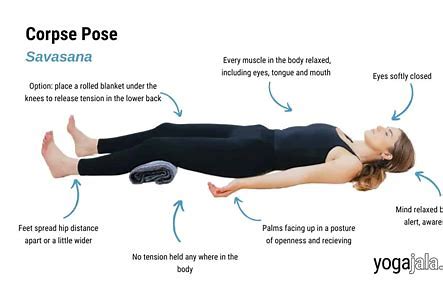 Corpse Pose
Savasana
Every muscle in the body relaxed,
including eyes, tongue and mouth
Eyes softly closed
Option: place a rolled blanket under the
knees to release tension in the lower back
Mind relaxed b
alert, aware
Feet spread hip distance
apart or a little wider
Palms facing up in a posture
of openness and recieving
No tension held any where in the
body
yogajala.